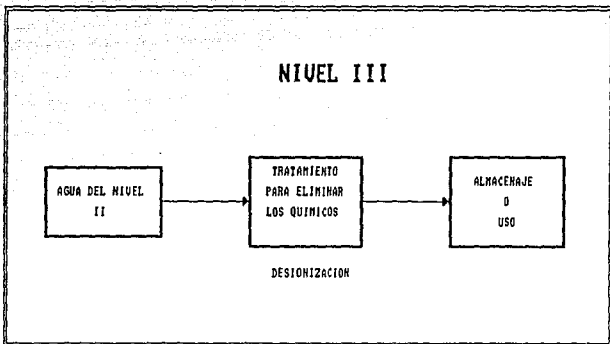 NIVEL III
AGUA DEL NIVEL
II
TRATAMIENTO
PARA ELIMINAR
LOS QUIMICOS
ALMACENAJE
O
USO
DESIONIZACION